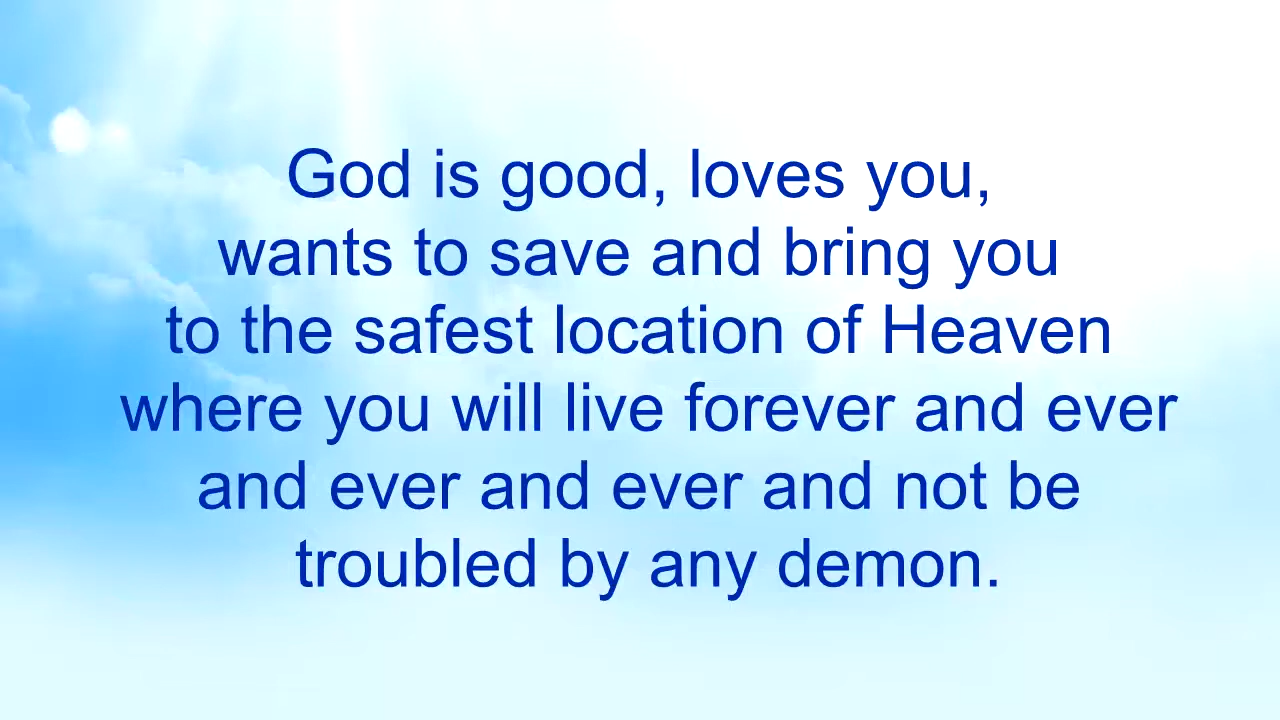 God is good, loves you,
wants to save and bring you
to the safest location of Heaven
where you will live forever and ever
and ever and ever and not be
troubled by any demon.